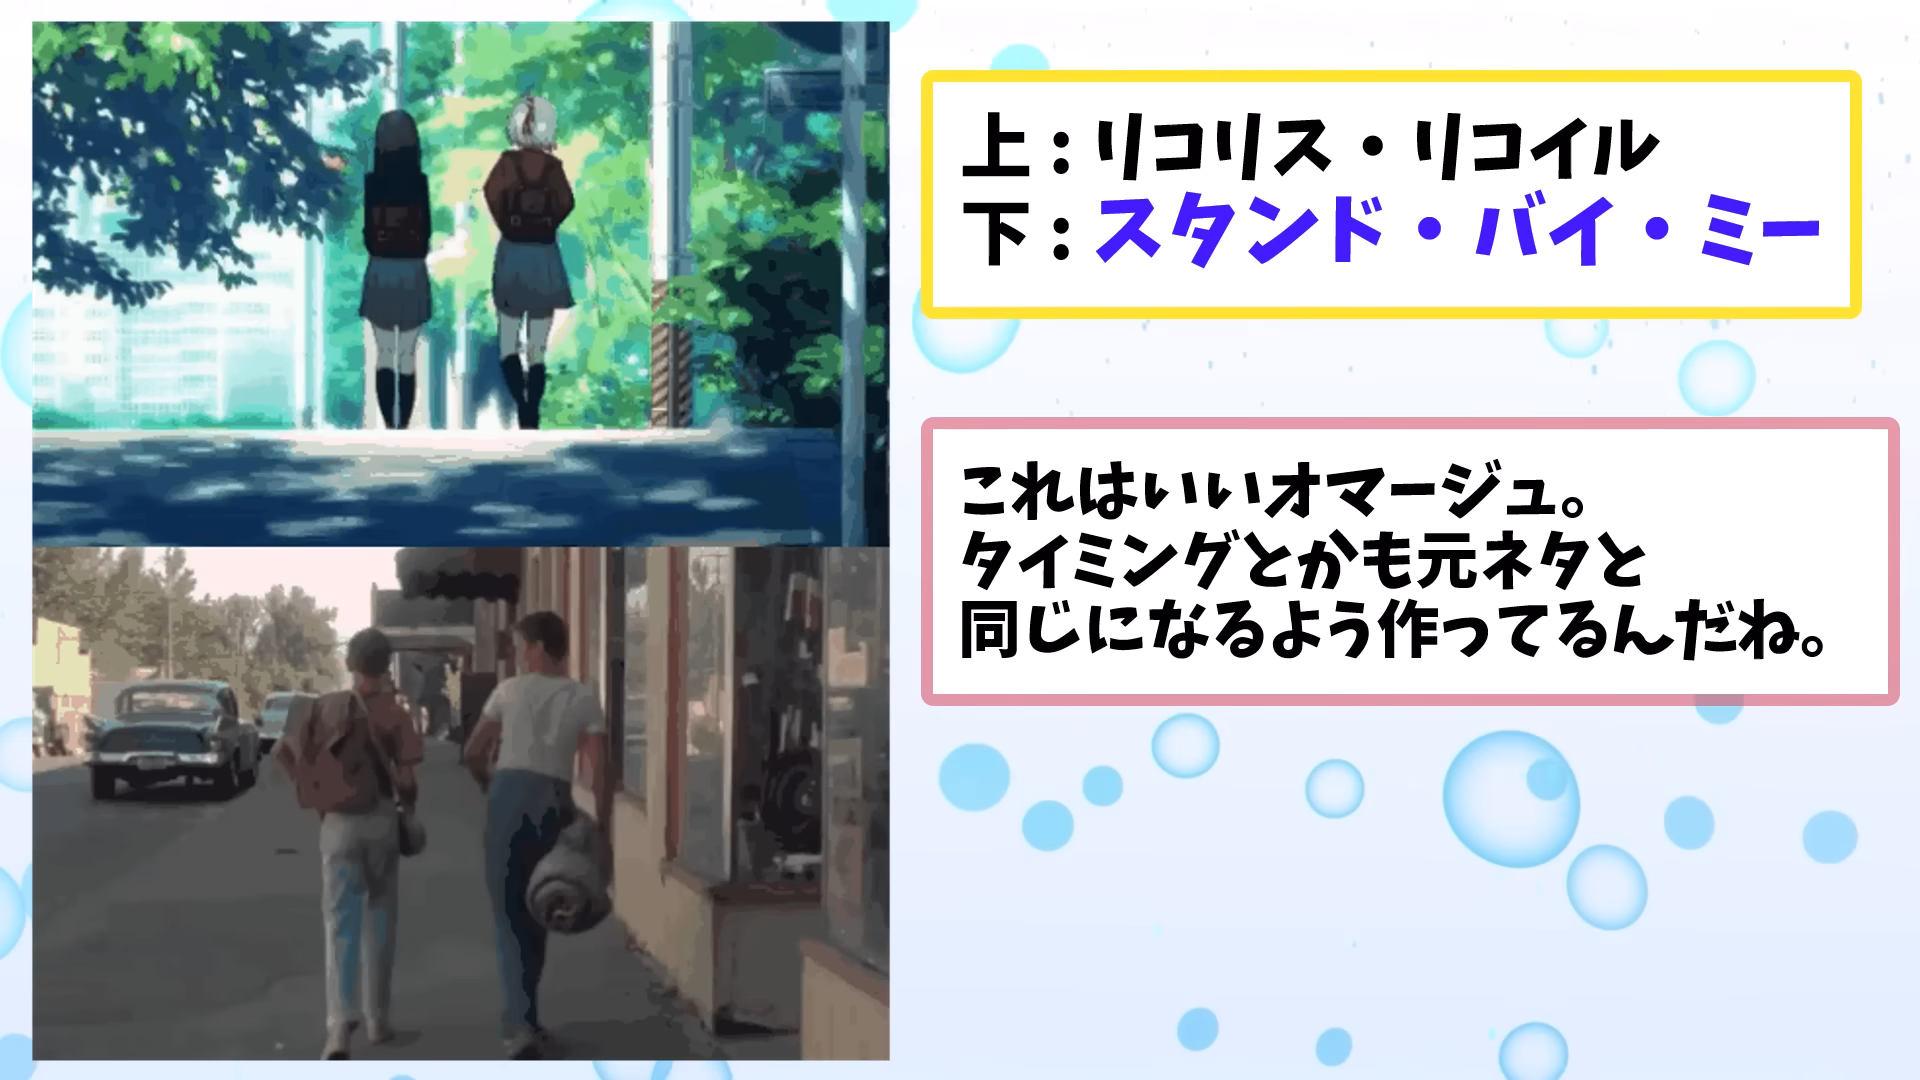 上：リコリス・リコイル
下：スタンド・バイ・ミー
これはいいオマージュ。
タイミングとかも元ネタと
同じになるよう作ってるんだね。